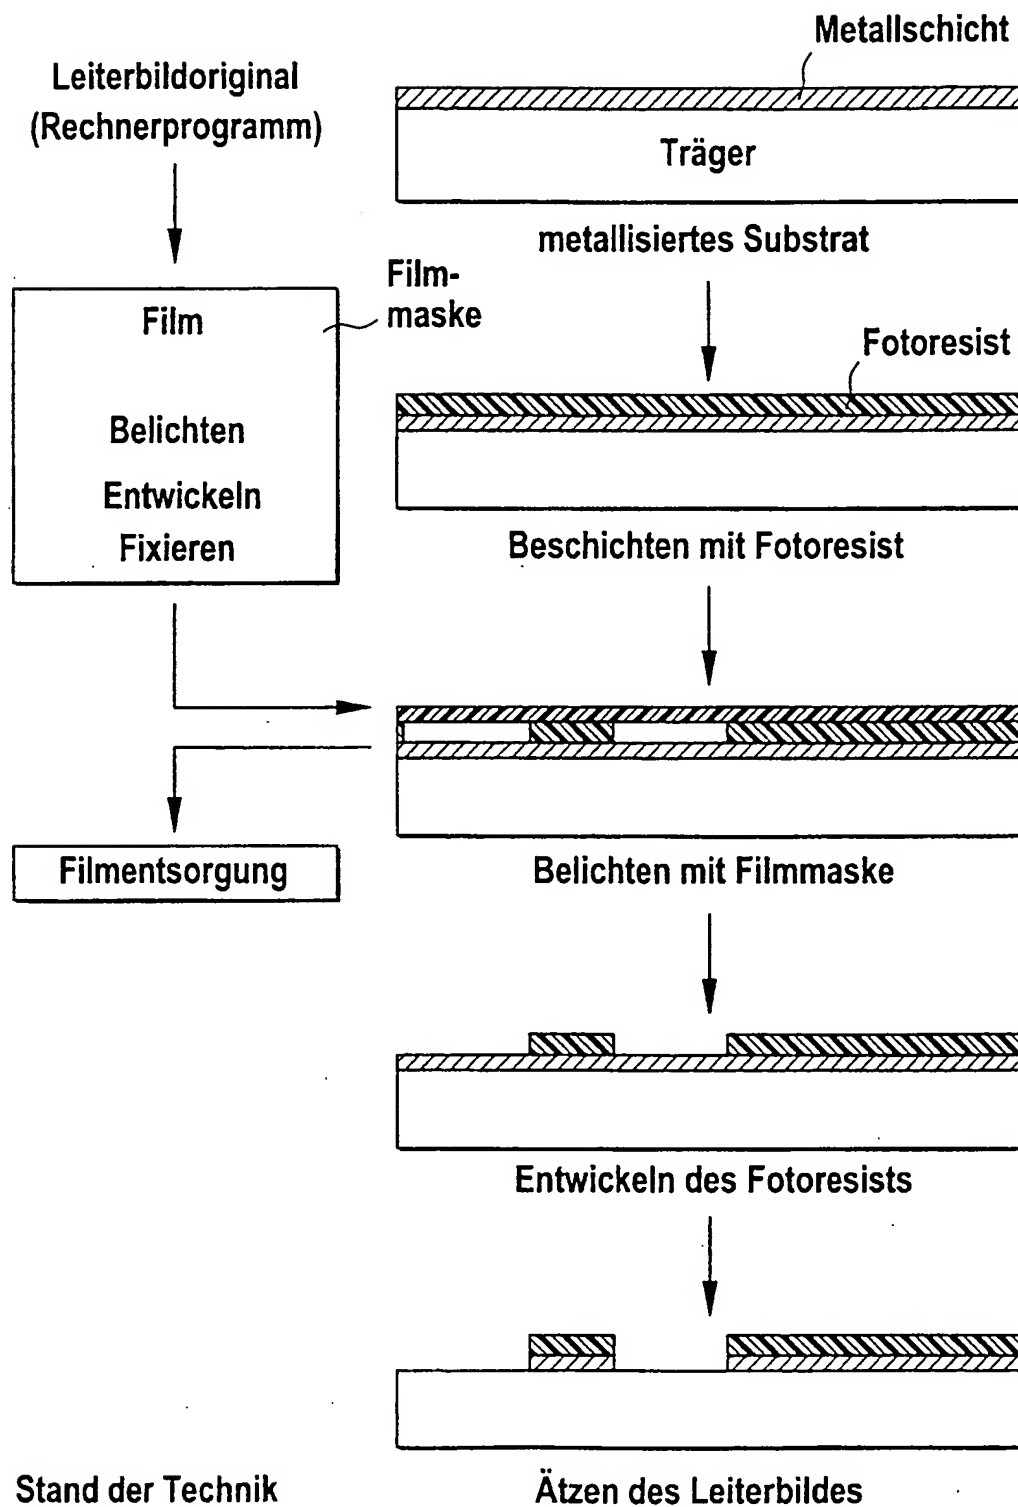 Metallschicht
Leiterbildoriginal
(Rechnerprogramm)
Träger
metallisiertes Substrat
Film-
maske
Film
Fotoresist
Belichten
Entwickeln
Fixieren
Beschichten mit Fotoresist
Filmentsorgung
Belichten mit Filmmaske
Entwickeln des Fotoresists
Stand der Technik
Ätzen des Leiterbildes